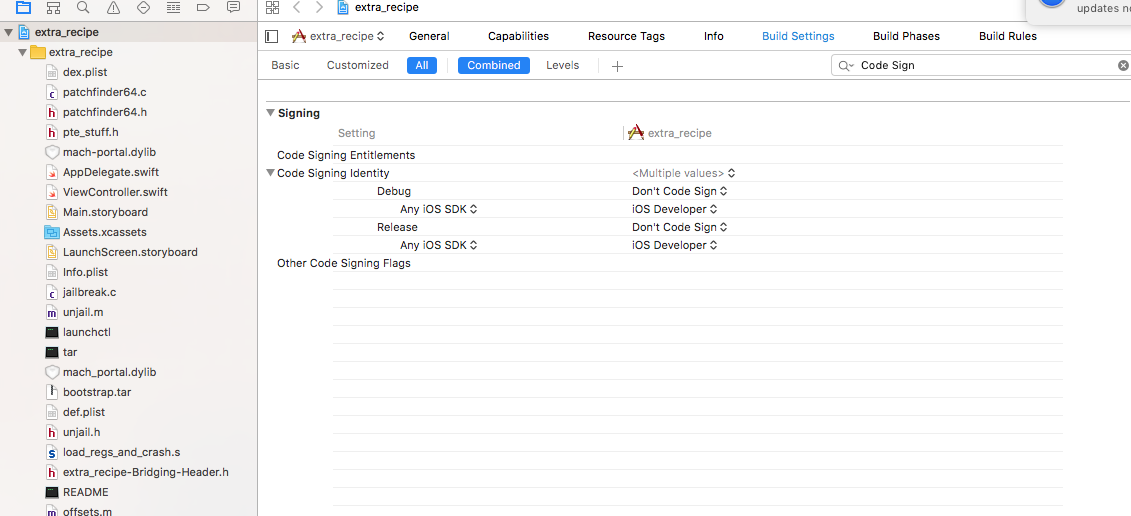 extra_recipe
updates no
extra_recipe
extra_recipe
General
Capabilities
Resource Tags
Info
Build Settings
Build Phases
Build Rules
extra_recipe
Basic
Customized
All
Combined
Levels
Code Sign
dex.plist
patchfinder64.c
patchfinder64.h
pte_stuff.h
mach-portal.dylib
AppDelegate.swift
ViewController.swift
Main.storyboard
Assets.xcassets
LaunchScreen.storyboard
Info.plist
jailbreak.c
unjail.m
launchctl
tar
mach_portal.dylib
bootstrap.tar
def.plist
unjail.h
load_regs_and_crash.s
extra_recipe-Bridging-Header.h
README
offsets.m
Signing
Setting
extra_recipe
Code Signing Entitlements
Code Signing Identity
<Multiple values>
Debug
Don't Code Sign
Any iOS SDK
iOS Developer
Release
Don't Code Sign
Any iOS SDK
iOS Developer
Other Code Signing Flags